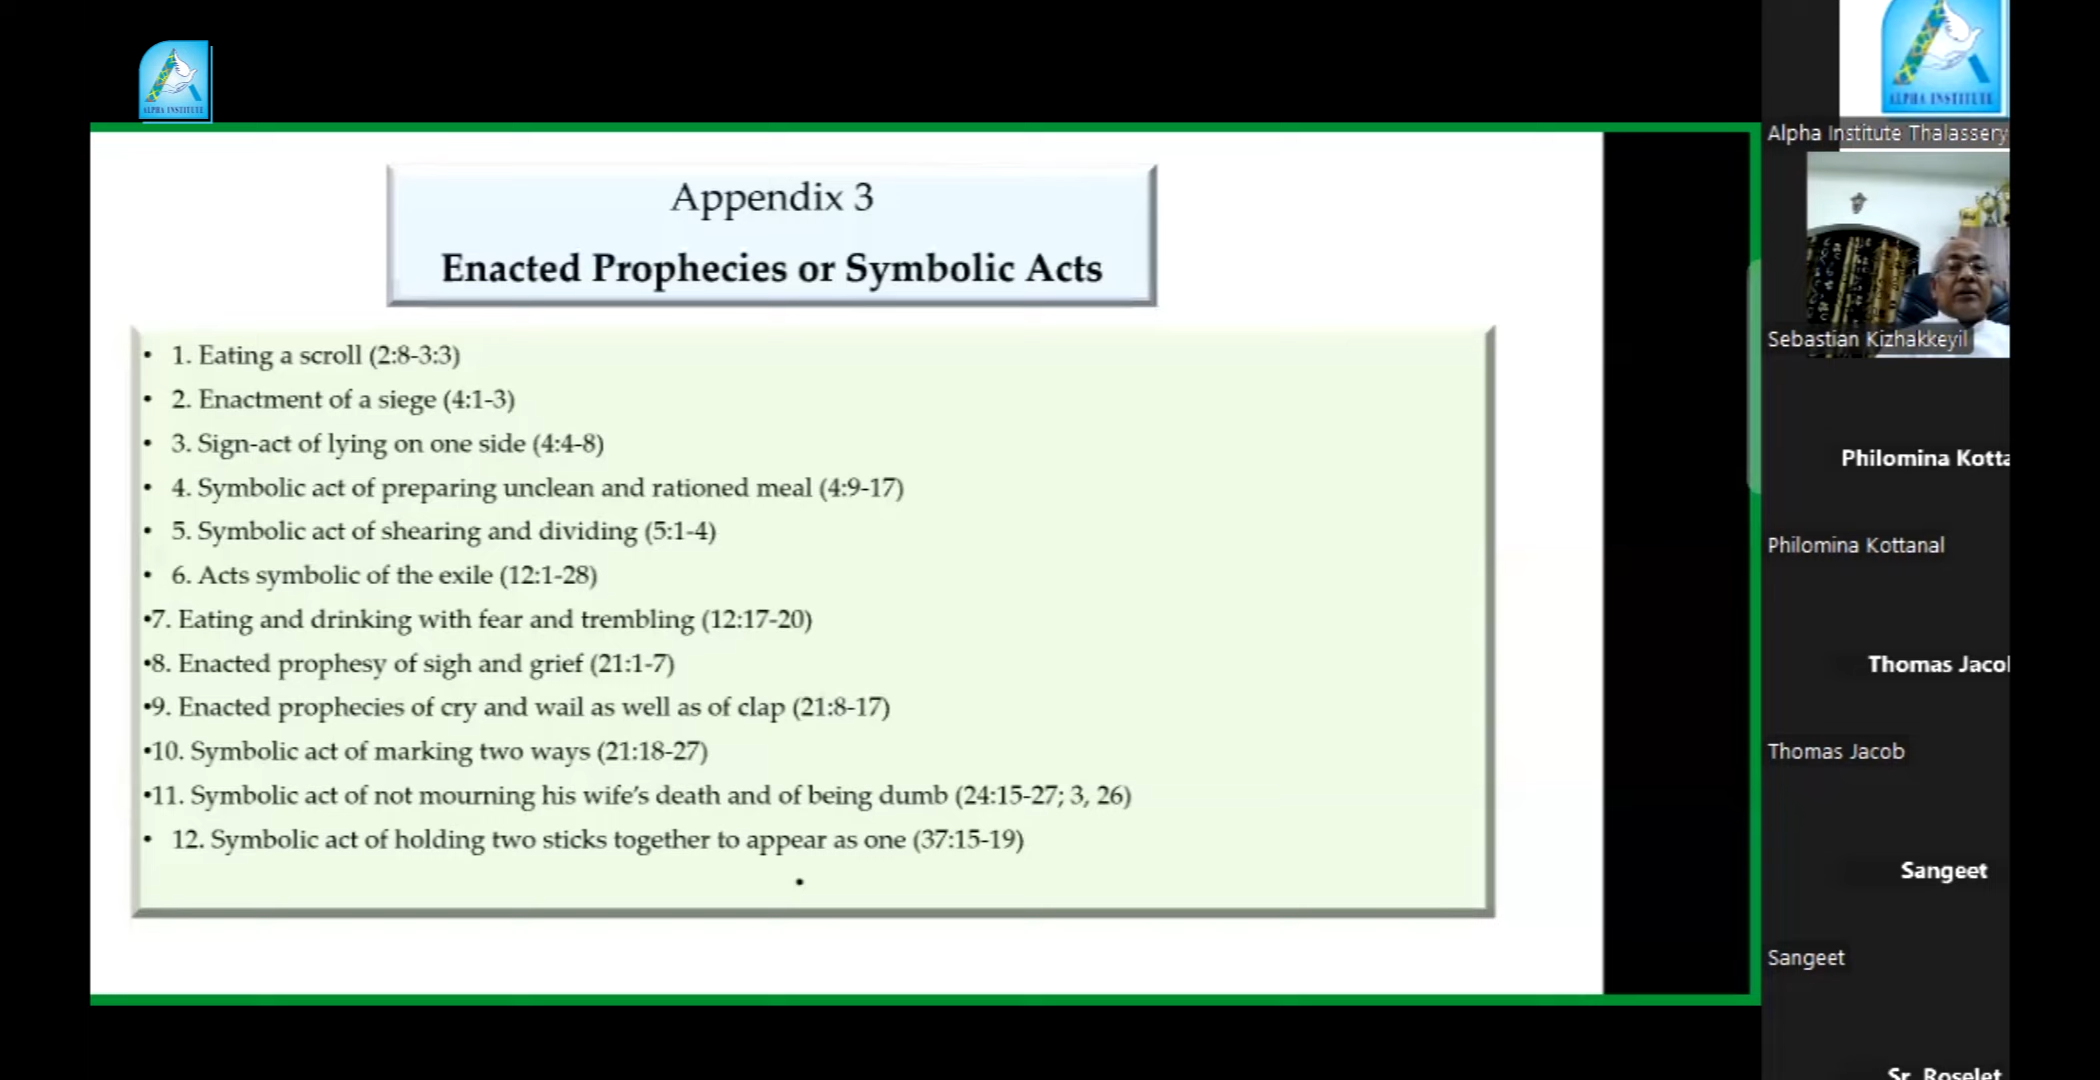 ALPHA INSTITUTE
Appendix 3
Enacted Prophecies or Symbolic Acts
• 1. Eating a scroll (2:8-3:3)
• 2. Enactment of a siege (4:1-3)
• 3. Sign-act of lying on one side (4:4-8)
• 4. Symbolic act of preparing unclean and rationed meal (4:9-17)
• 5. Symbolic act of shearing and dividing (5:1-4)
• 6. Acts symbolic of the exile (12:1-28)
•7. Eating and drinking with fear and trembling (12:17-20)
•8. Enacted prophesy of sigh and grief (21:1-7)
•9. Enacted prophecies of cry and wail as well as of clap (21:8-17)
•10. Symbolic act of marking two ways (21:18-27)
•11. Symbolic act of not mourning his wife's death and of being dumb (24:15-27; 3, 26)
• 12. Symbolic act of holding two sticks together to appear as one (37:15-19)
•
ALPHA INSTITUTE
Alpha Institute Thalassery
Sebastian Kizhakkeyil
Philomina Kotta
Philomina Kottanal
Thomas Jaco
Thomas Jacob
Sangeet
Sangeet
Sr. Roselet